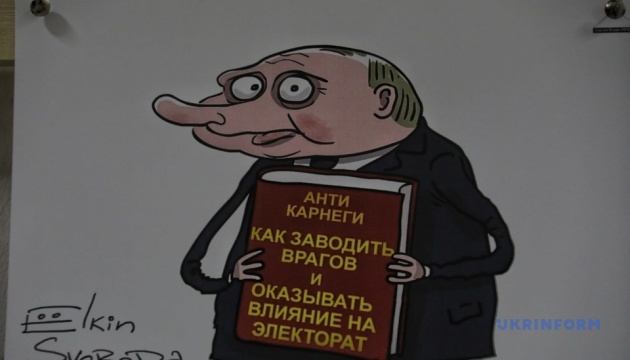 АНТИ
КАРНЕГИ
КАК ЗАВОДИТЬ
ВРАГОВ
И
ОКАЗЫВАТЬ
ВЛИЯНИЕ НА
ЭЛЕКТОРАТ
Elkin
Svoboda
UKRINFORM